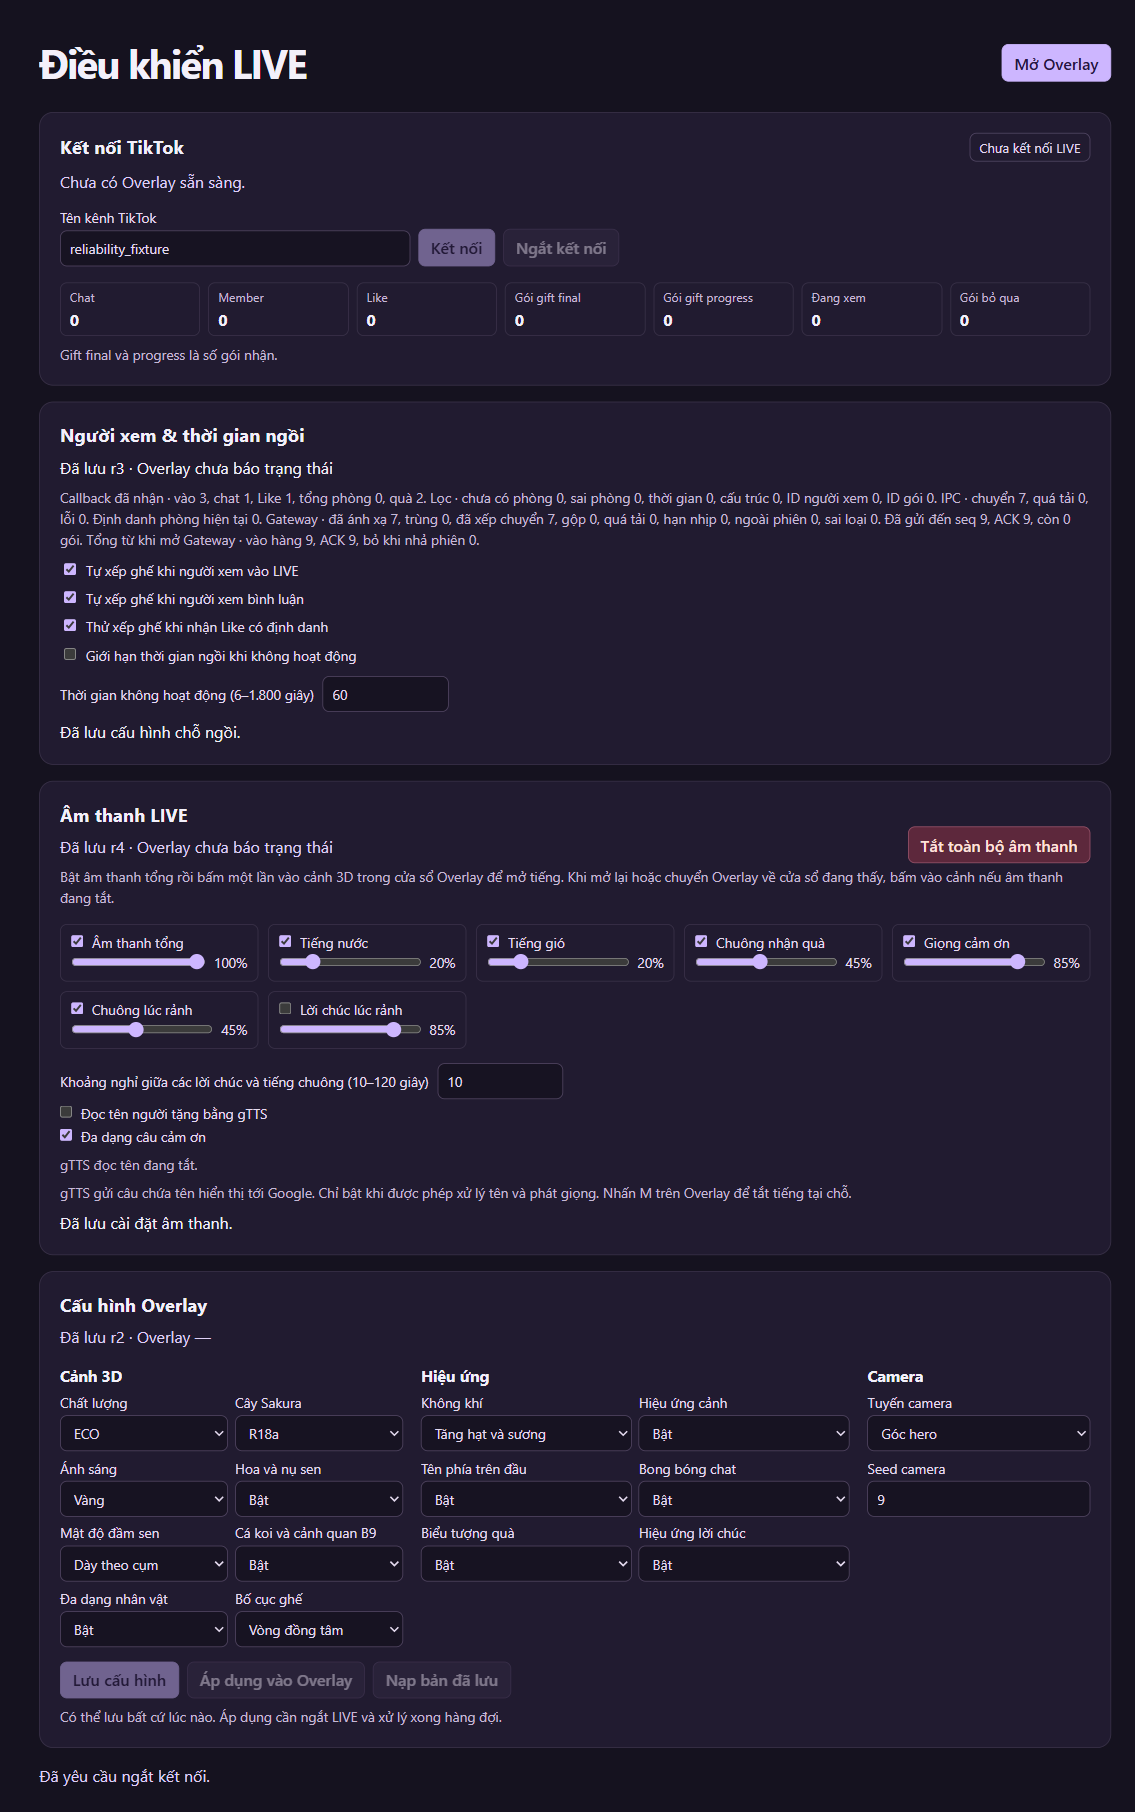 Điều khiển LIVE
Mở Overlay
Kết nối TikTok
Chưa kết nối LIVE
Chưa có Overlay sẵn sàng.
Tên kênh TikTok
reliability_fixture
Kết nối
Ngắt kết nối
Chat
0
Member
0
Like
0
Gói gift final
0
Gói gift progress
0
Đang xem
0
Gói bỏ qua
0
Gift final và progress là số gói nhận.
Người xem & thời gian ngồi
Đã lưu r3 · Overlay chưa báo trạng thái
Callback đã nhận · vào 3, chat 1, Like 1, tổng phòng 0, quà 2. Lọc · chưa có phòng 0, sai phòng 0, thời gian 0, cấu trúc 0, ID người xem 0, ID gói 0. IPC · chuyển 7, quá tải 0,
lỗi 0. Định danh phòng hiện tại 0. Gateway · đã ánh xạ 7, trùng 0, đã xếp chuyển 7, gộp 0, quá tải 0, hạn nhịp 0, ngoài phiên 0, sai loại 0. Đã gửi đến seq 9, ACK 9, còn 0
gói. Tổng từ khi mở Gateway · vào hàng 9, ACK 9, bỏ khi nhả phiên 0.
Tự xếp ghế khi người xem vào LIVE
Tự xếp ghế khi người xem bình luận
Thử xếp ghế khi nhận Like có định danh
Giới hạn thời gian ngồi khi không hoạt động
Thời gian không hoạt động (6–1.800 giây)
60
Đã lưu cấu hình chỗ ngồi.
Âm thanh LIVE
Đã lưu r4 · Overlay chưa báo trạng thái
Tắt toàn bộ âm thanh
Bật âm thanh tổng rồi bấm một lần vào cảnh 3D trong cửa sổ Overlay để mở tiếng. Khi mở lại hoặc chuyển Overlay về cửa sổ đang thấy, bấm vào cảnh nếu âm thanh
đang tắt.
Âm thanh tổng
100%
Tiếng nước
20%
Tiếng gió
20%
Chuông nhận quà
45%
Giọng cảm ơn
85%
Chuông lúc rảnh
45%
Lời chúc lúc rảnh
85%
Khoảng nghỉ giữa các lời chúc và tiếng chuông (10–120 giây)
10
Đọc tên người tặng bằng gTTS
Đa dạng câu cảm ơn
gTTS đọc tên đang tắt.
gTTS gửi câu chứa tên hiển thị tới Google. Chỉ bật khi được phép xử lý tên và phát giọng. Nhấn M trên Overlay để tắt tiếng tại chỗ.
Đã lưu cài đặt âm thanh.
Cấu hình Overlay
Đã lưu r2 · Overlay —
Cảnh 3D
Chất lượng
ECO
Cây Sakura
R18a
Ánh sáng
Vàng
Hoa và nụ sen
Bật
Mật độ đầm sen
Dày theo cụm
Cá koi và cảnh quan B9
Bật
Đa dạng nhân vật
Bật
Bố cục ghế
Vòng đồng tâm
Hiệu ứng
Không khí
Tăng hạt và sương
Hiệu ứng cảnh
Bật
Tên phía trên đầu
Bật
Bong bóng chat
Bật
Biểu tượng quà
Bật
Hiệu ứng lời chúc
Bật
Camera
Tuyến camera
Góc hero
Seed camera
9
Lưu cấu hình
Áp dụng vào Overlay
Nạp bản đã lưu
Có thể lưu bất cứ lúc nào. Áp dụng cần ngắt LIVE và xử lý xong hàng đợi.
Đã yêu cầu ngắt kết nối.